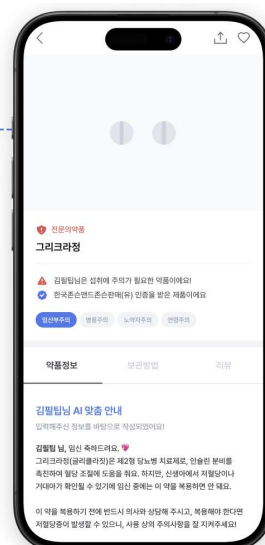 전문의약품
그리크라정
김필팁님은 섭취에 주의가 필요한 약품이에요!
한국존슨앤드존슨판매(유) 인증을 받은 제품이에요
임산부주의 병용주의 노약자주의 연령주의
약품정보 보관방법 리뷰
김필팁님 AI 맞춤 안내
입력해주신 정보를 바탕으로 작성되었어요!
김필팁 님, 임신 축하드려요. 💝
그리크라정(글리클라짓)은 제2형 당뇨병 치료제로, 인슐린 분비를
촉진하여 혈당 조절에 도움을 줘요. 하지만, 신생아에서 저혈당이나
거대아가 확인될 수 있기에 임신 중에는 이 약을 복용하면 안 돼요.
이 약을 복용하기 전에 반드시 의사와 상담해 주시고, 복용해야 한다면
저혈당증이 발생할 수 있으니, 사용 상의 주의사항을 잘 지켜주세요!